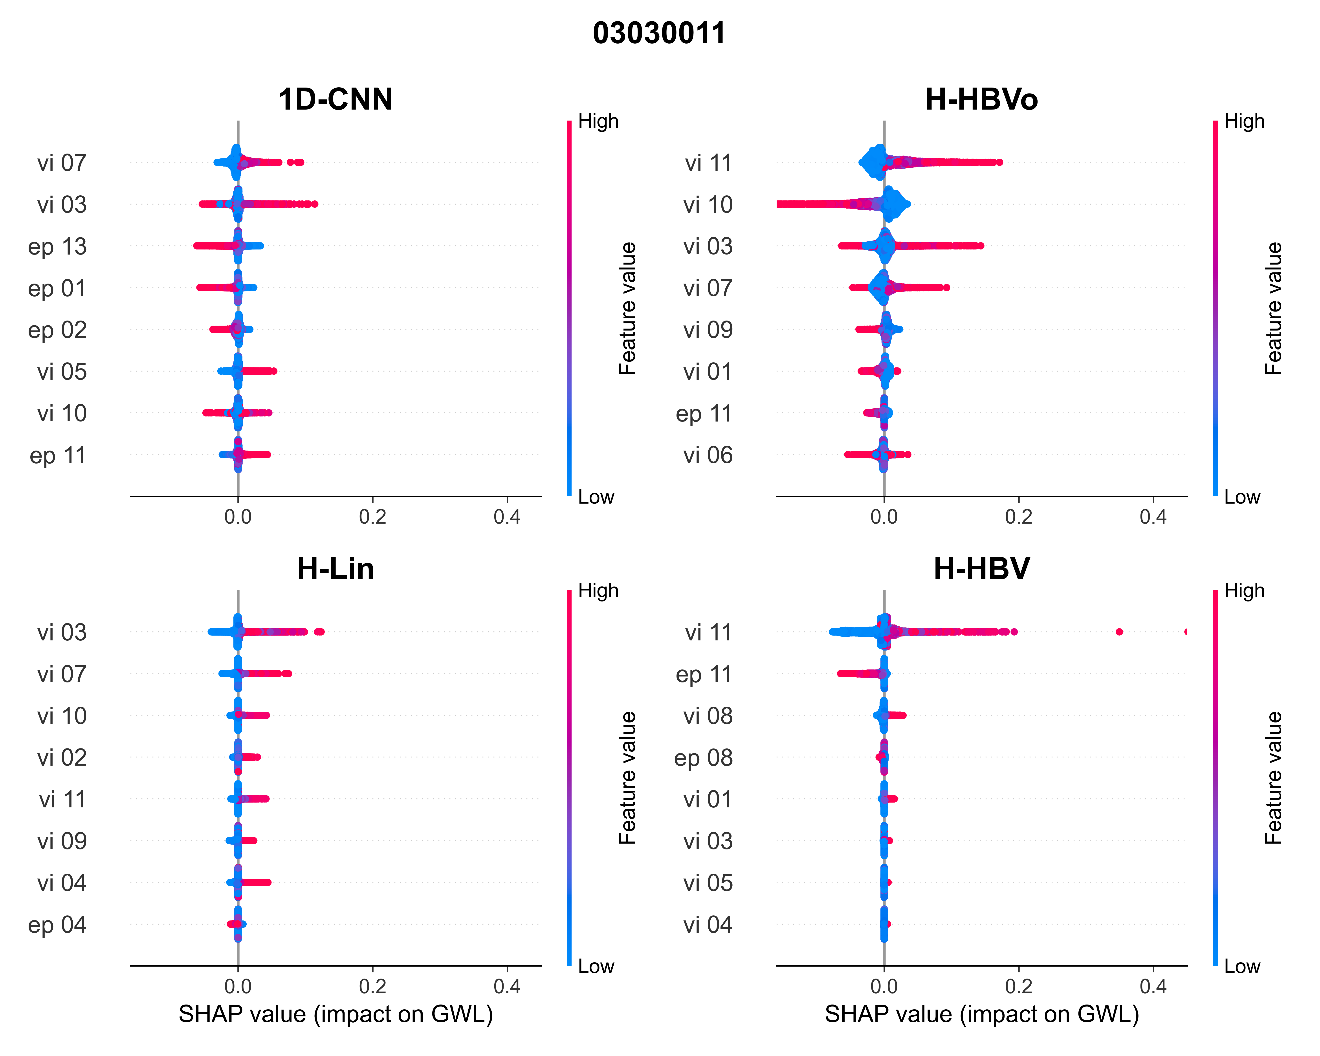 03030011
1D-CNN
High
vi 07
vi 03
ep 13
ep 01
ep 02
vi 05
vi 10
ep 11
Feature value
Low
0.0 0.2 0.4
H-HBVo
High
vi 11
vi 10
vi 03
vi 07
vi 09
vi 01
ep 11
vi 06
Feature value
Low
0.0 0.2 0.4
H-Lin
High
vi 03
vi 07
vi 10
vi 02
vi 11
vi 09
vi 04
ep 04
Feature value
Low
0.0 0.2 0.4
SHAP value (impact on GWL)
H-HBV
High
vi 11
ep 11
vi 08
ep 08
vi 01
vi 03
vi 05
vi 04
Feature value
Low
0.0 0.2 0.4
SHAP value (impact on GWL)